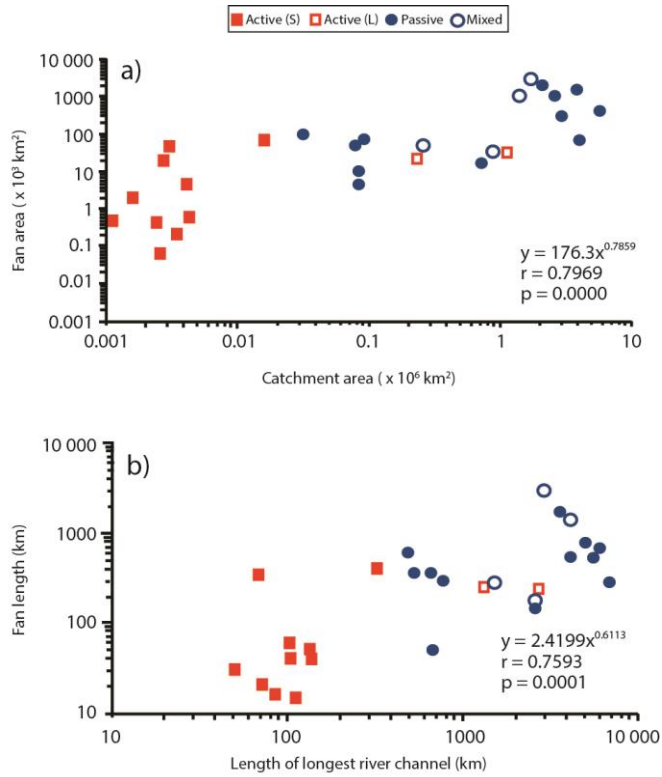 Active (S) Active (L) Passive Mixed
a)
10 000
1000
100
10
1
0.1
0.01
0.001
Fan area ( x 10³ km²)
y = 176.3x^0.7859
r = 0.7969
p = 0.0000
0.001 0.01 0.1 1 10
Catchment area ( x 10⁶ km²)
b)
10 000
1000
100
10
Fan length (km)
y = 2.4199x^0.6113
r = 0.7593
p = 0.0001
10 100 1000 10 000
Length of longest river channel (km)